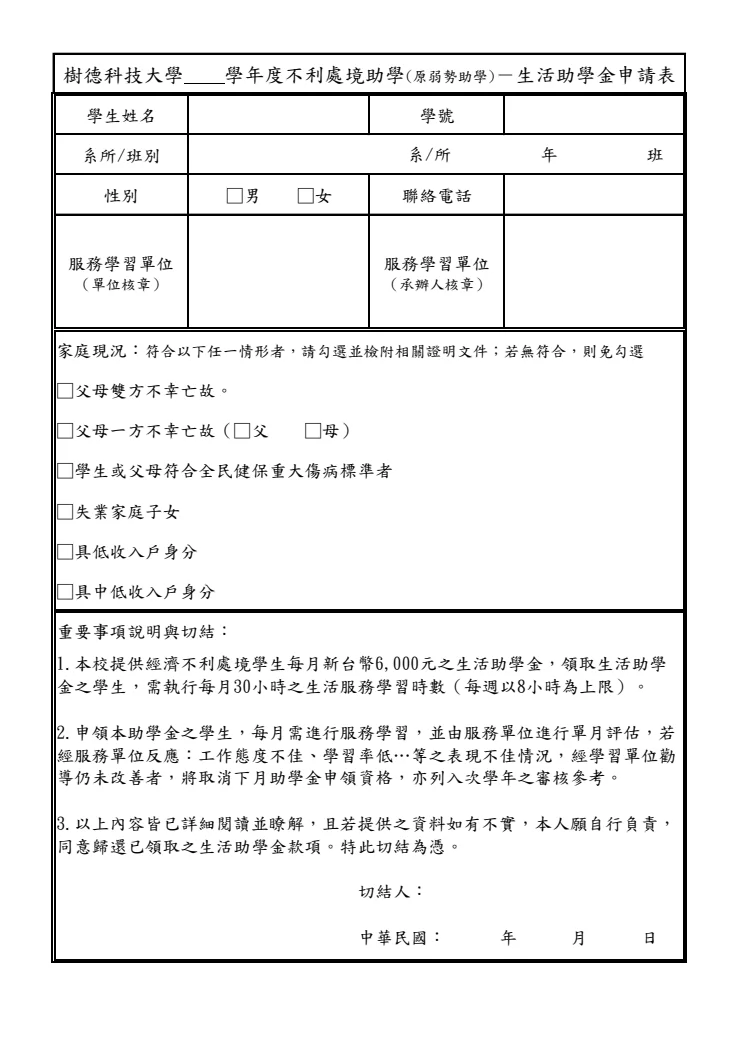 樹德科技大學____學年度不利處境助學(原弱勢助學)－生活助學金申請表
學生姓名 學號
系所/班別 系/所 年 班
性別 □男 □女 聯絡電話
服務學習單位 服務學習單位
（單位核章） （承辦人核章）
家庭現況：符合以下任一情形者，請勾選並檢附相關證明文件；若無符合，則免勾選
□父母雙方不幸亡故。
□父母一方不幸亡故（□父 □母）
□學生或父母符合全民健保重大傷病標準者
□失業家庭子女
□具低收入戶身分
□具中低收入戶身分
重要事項說明與切結：
1.本校提供經濟不利處境學生每月新台幣6,000元之生活助學金，領取生活助學
金之學生，需執行每月30小時之生活服務學習時數（每週以8小時為上限）。
2.申領本助學金之學生，每月需進行服務學習，並由服務單位進行單月評估，若
經服務單位反應：工作態度不佳、學習率低…等之表現不佳情況，經學習單位勸
導仍未改善者，將取消下月助學金申領資格，亦列入次學年之審核參考。
3.以上內容皆已詳細閱讀並瞭解，且若提供之資料如有不實，本人願自行負責，
同意歸還已領取之生活助學金款項。特此切結為憑。
切結人：
中華民國： 年 月 日